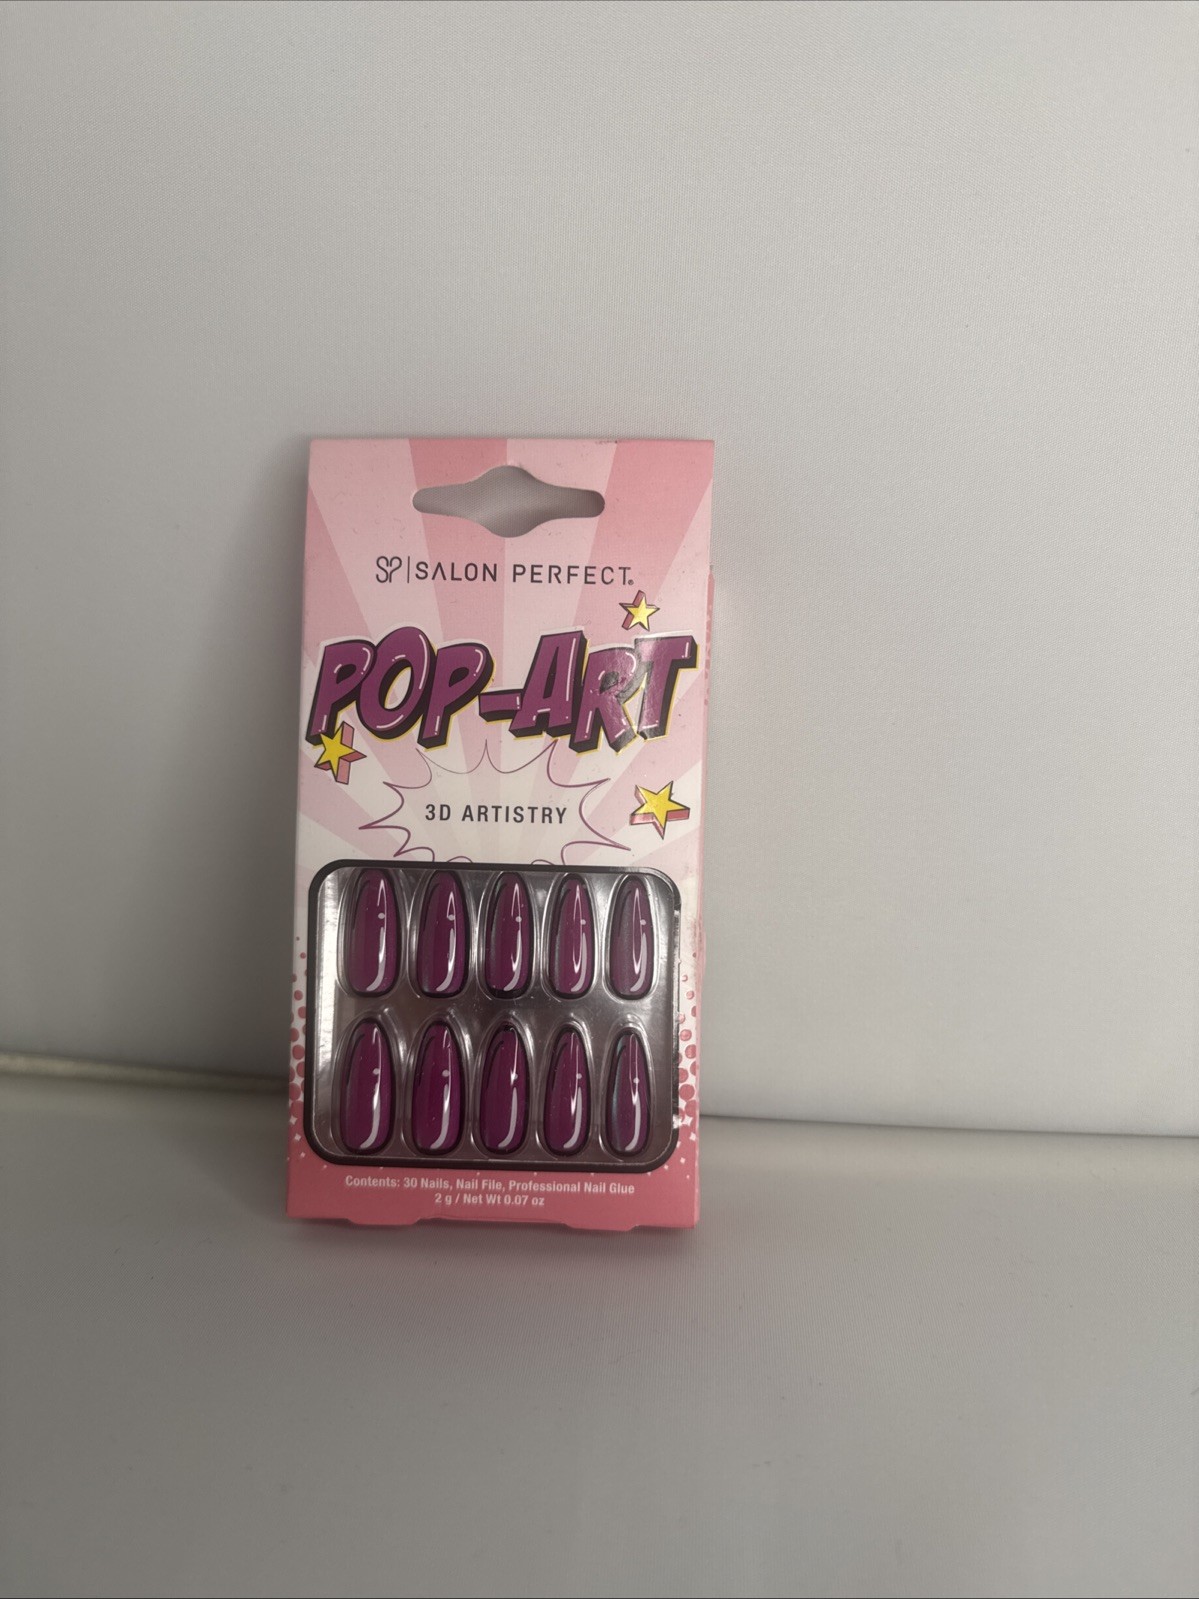 SP|SALON PERFECT®
POP-ART
3D ARTISTRY
Contents: 30 Nails, Nail File, Professional Nail Glue
2 g / Net Wt 0.07 oz